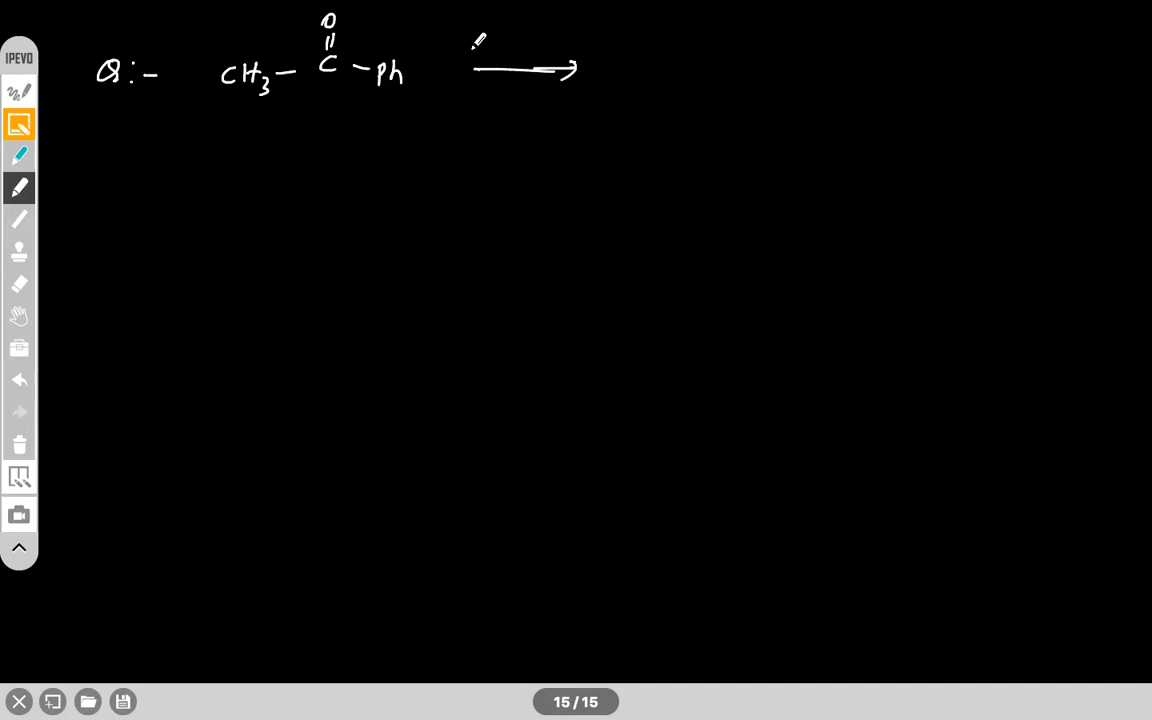 IPEVO
O
||
Q:- CH3-C-Ph →
15/15